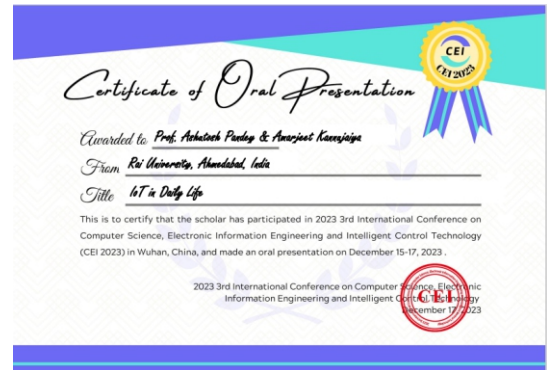 CEI
CEI 2023
Certificate of Oral Presentation
Awarded to Prof. Ashutosh Pandey & Amarjeet Kannajaiya
From Rai University, Ahmedabad, India
Title IoT in Daily Life
This is to certify that the scholar has participated in 2023 3rd International Conference on
Computer Science, Electronic Information Engineering and Intelligent Control Technology
(CEI 2023) in Wuhan, China, and made an oral presentation on December 15-17, 2023 .
2023 3rd International Conference on Computer Science, Electronic
Information Engineering and Intelligent Control Technology
December 17, 2023
CEI